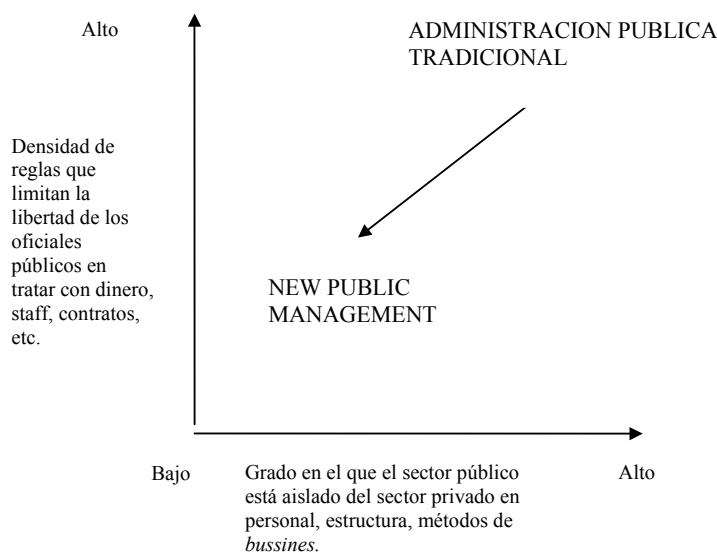 Alto
ADMINISTRACION PUBLICA
TRADICIONAL
Densidad de
reglas que
limitan la
libertad de los
oficiales
públicos en
tratar con dinero,
staff, contratos,
etc.
NEW PUBLIC
MANAGEMENT
Bajo
Grado en el que el sector público
está aislado del sector privado en
personal, estructura, métodos de
bussines.
Alto